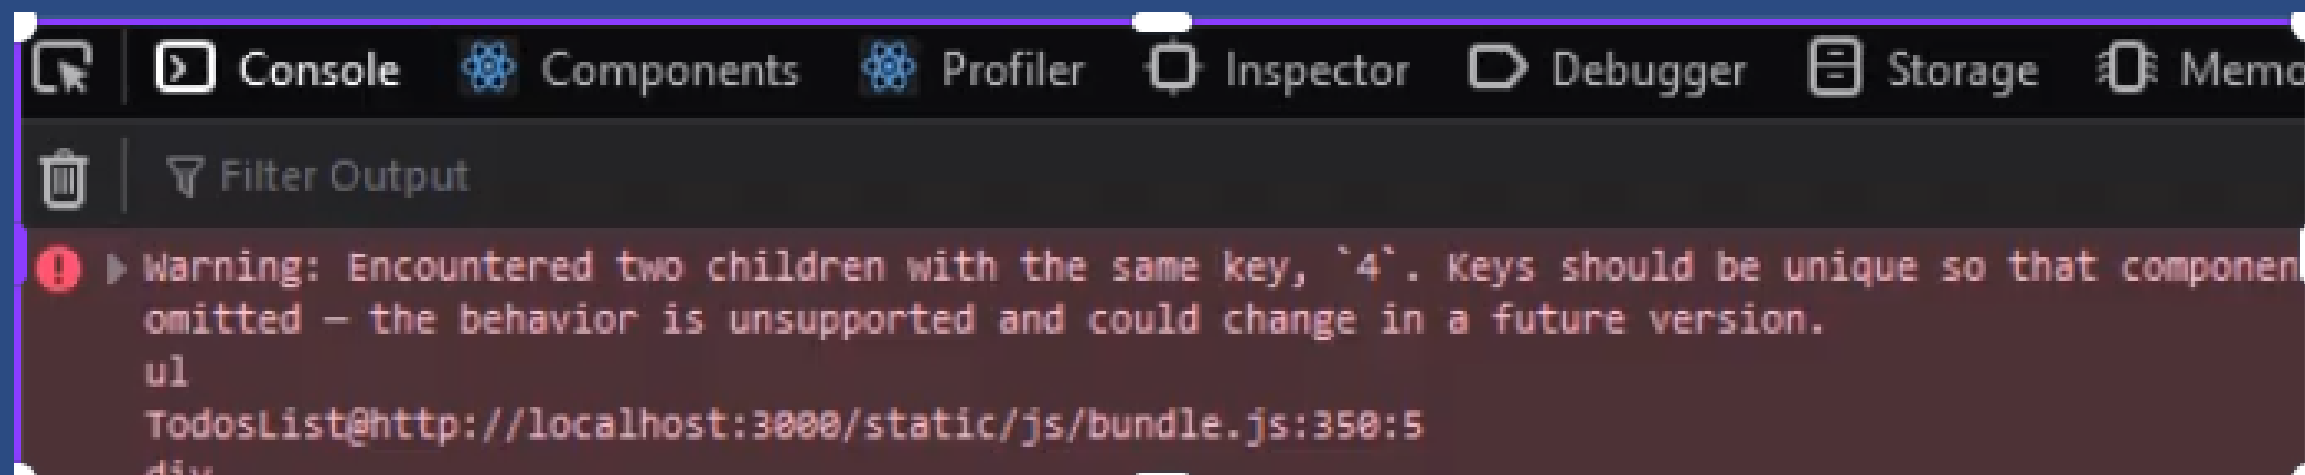 Console Components Profiler Inspector Debugger Storage Memo
Filter Output
Warning: Encountered two children with the same key, `4`. Keys should be unique so that componen
omitted — the behavior is unsupported and could change in a future version.
ul
TodosList@http://localhost:3000/static/js/bundle.js:350:5
div